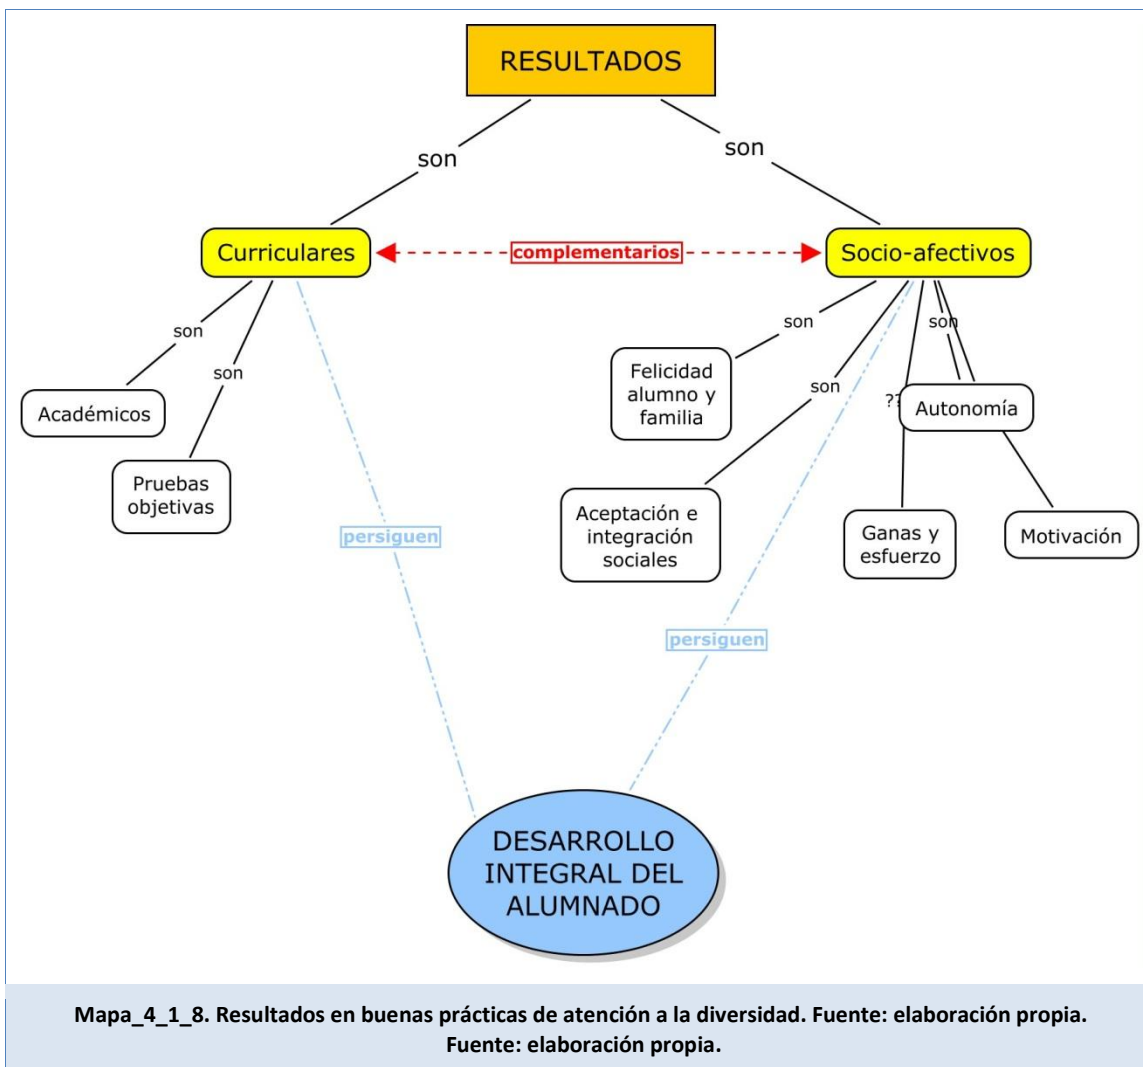 RESULTADOS
son
son
Curriculares
complementarios
Socio-afectivos
son
son
son
son
son
??
Académicos
Pruebas
objetivas
Felicidad
alumno y
familia
Autonomía
Aceptación e
integración
sociales
Ganas y
esfuerzo
Motivación
persiguen
persiguen
DESARROLLO
INTEGRAL DEL
ALUMNADO
Mapa_4_1_8. Resultados en buenas prácticas de atención a la diversidad. Fuente: elaboración propia.
Fuente: elaboración propia.